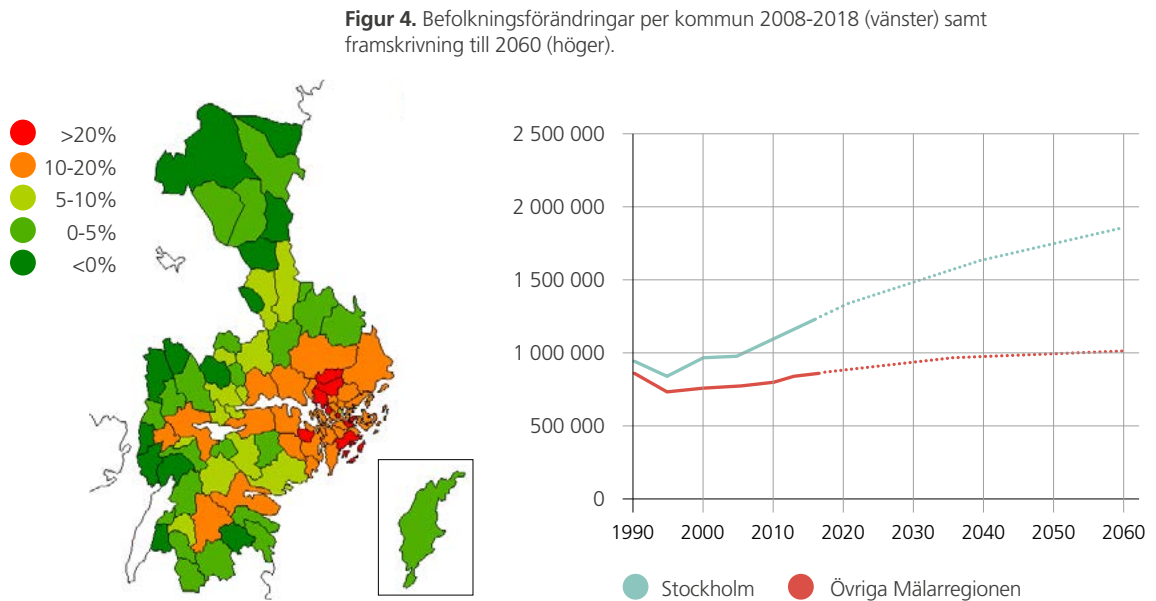 Figur 4. Befolkningsförändringar per kommun 2008-2018 (vänster) samt
framskrivning till 2060 (höger).
>20%
10-20%
5-10%
0-5%
<0%
2 500 000
2 000 000
1 500 000
1 000 000
500 000
0
1990 2000 2010 2020 2030 2040 2050 2060
Stockholm Övriga Mälarregionen